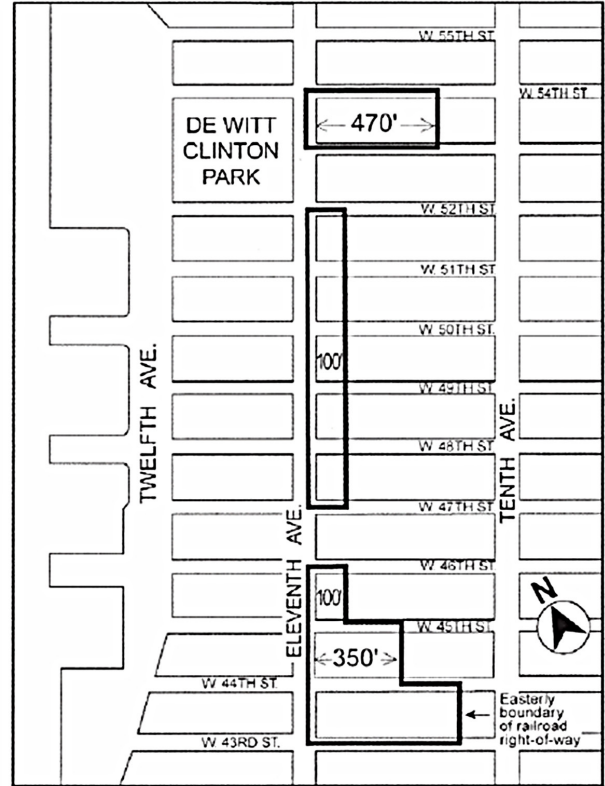 W. 55TH ST.
W. 54TH ST.
470'
DE WITT
CLINTON
PARK
W. 52TH ST.
W. 51TH ST.
W. 50TH ST.
100'
W. 49TH ST.
W. 48TH ST.
W. 47TH ST.
TWELFTH AVE.
ELEVENTH AVE.
TENTH AVE.
W. 46TH ST.
100'
W. 45TH ST.
N
350'
W. 44TH ST.
W. 43RD ST.
Easterly
boundary
of railroad
right-of-way